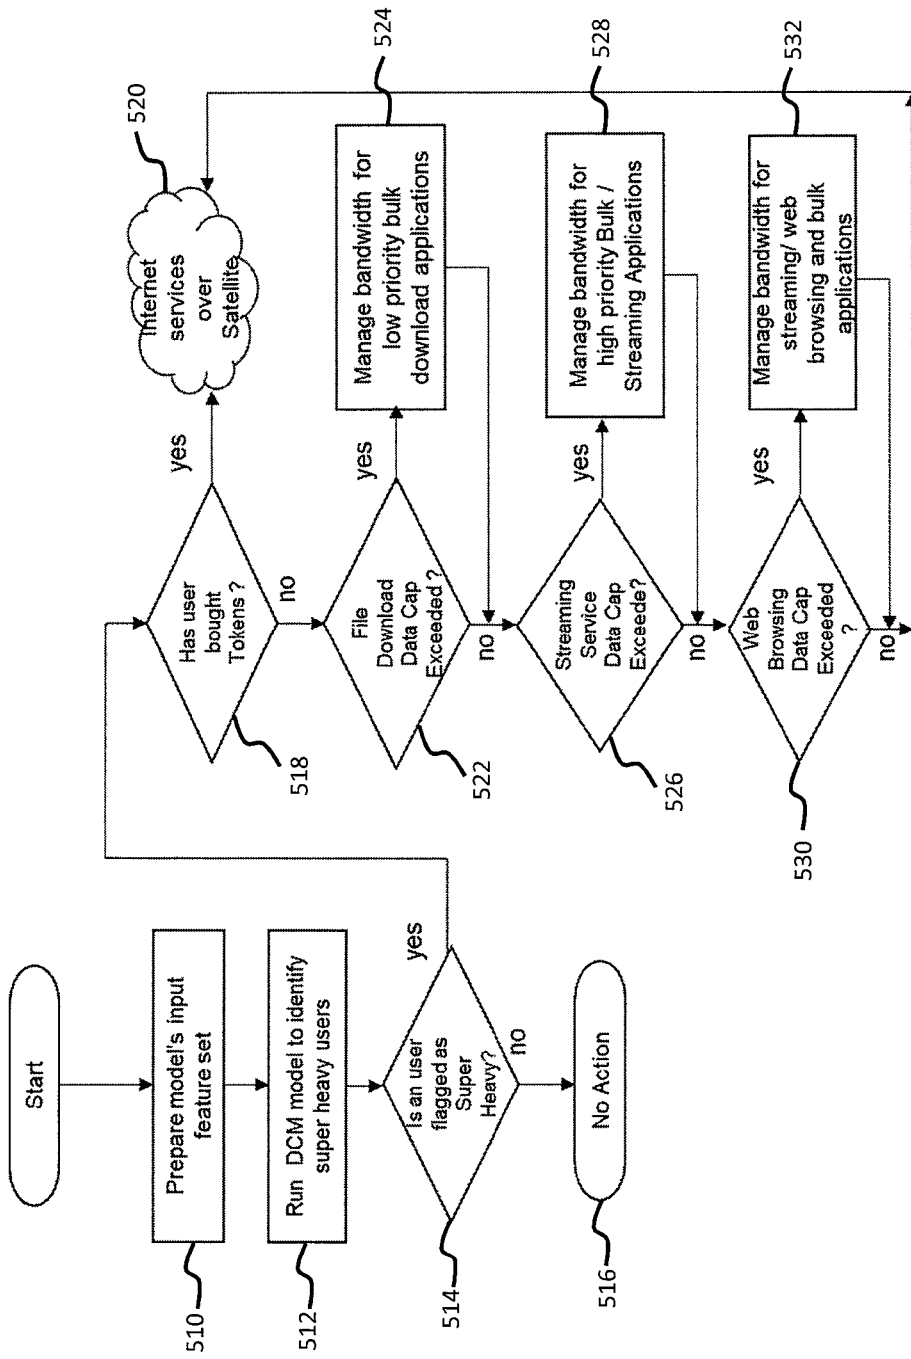 Start
Prepare model's input
feature set
510
Run DCM model to identify
super heavy users
512
Is an user
flagged as
Super
Heavy?
514
yes
no
No Action
516
Has user
bought
Tokens ?
518
yes
no
Internet
services
over
Satellite
520
File
Download
Data Cap
Exceeded ?
522
yes
no
Manage bandwidth for
low priority bulk
download applications
524
Streaming
Service
Data Cap
Exceede?
526
yes
no
Manage bandwidth for
high priority Bulk /
Streaming Applications
528
Web
Browsing
Data Cap
Exceeded
?
530
yes
no
Manage bandwidth for
streaming/ web
browsing and bulk
applications
532